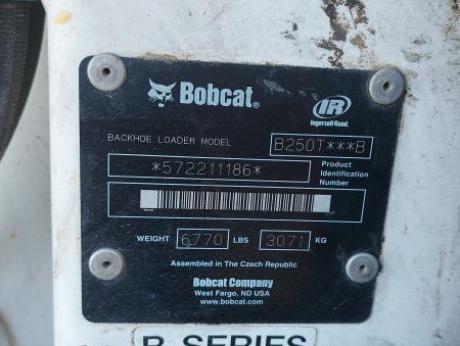 Bobcat®
IR
Ingersoll Rand.
BACKHOE LOADER MODEL B250T***B
*572211186* Product Identification Number
WEIGHT 6770 LBS 3071 KG
Assembled in The Czech Republic
Bobcat Company
West Fargo, ND USA
www.bobcat.com
B-SERIES